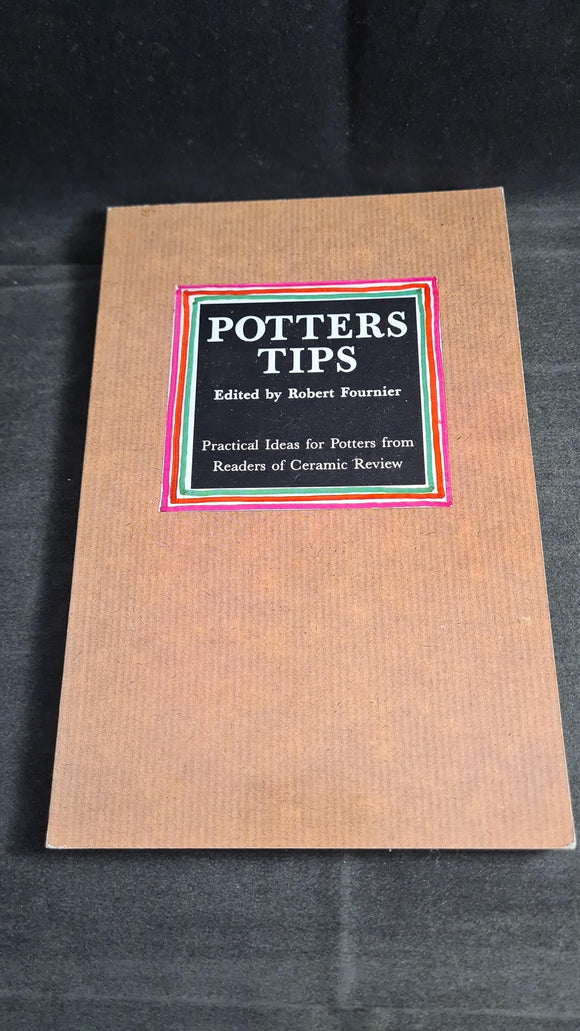 POTTERS
TIPS
Edited by Robert Fournier
Practical Ideas for Potters from
Readers of Ceramic Review